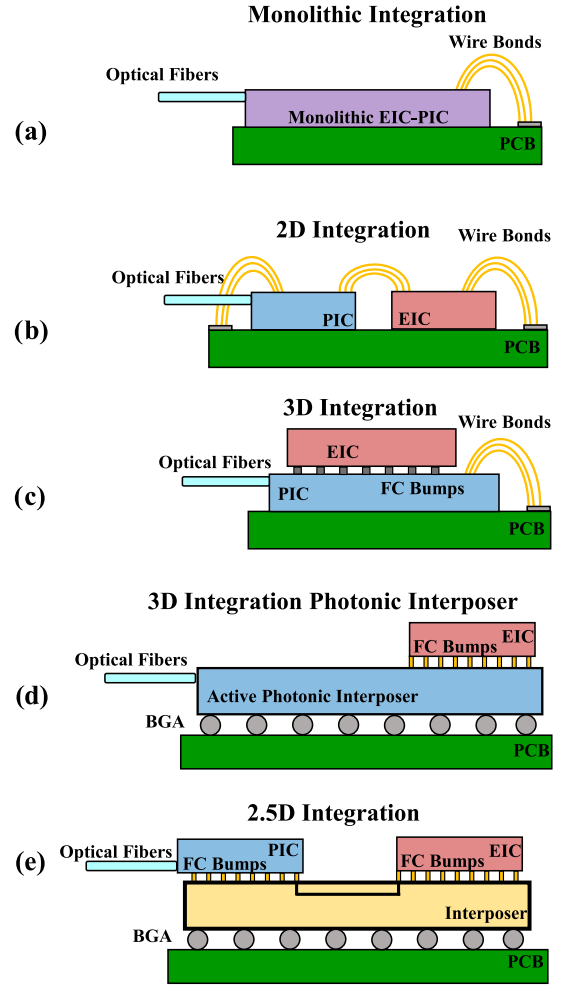 Monolithic Integration
Wire Bonds
Optical Fibers
(a)
Monolithic EIC-PIC
PCB
2D Integration
Wire Bonds
Optical Fibers
(b)
PIC
EIC
PCB
3D Integration
Wire Bonds
EIC
Optical Fibers
(c)
PIC
FC Bumps
PCB
3D Integration Photonic Interposer
EIC
FC Bumps
Optical Fibers
(d)
Active Photonic Interposer
BGA
PCB
2.5D Integration
(e)
Optical Fibers
PIC
FC Bumps
EIC
FC Bumps
Interposer
BGA
PCB